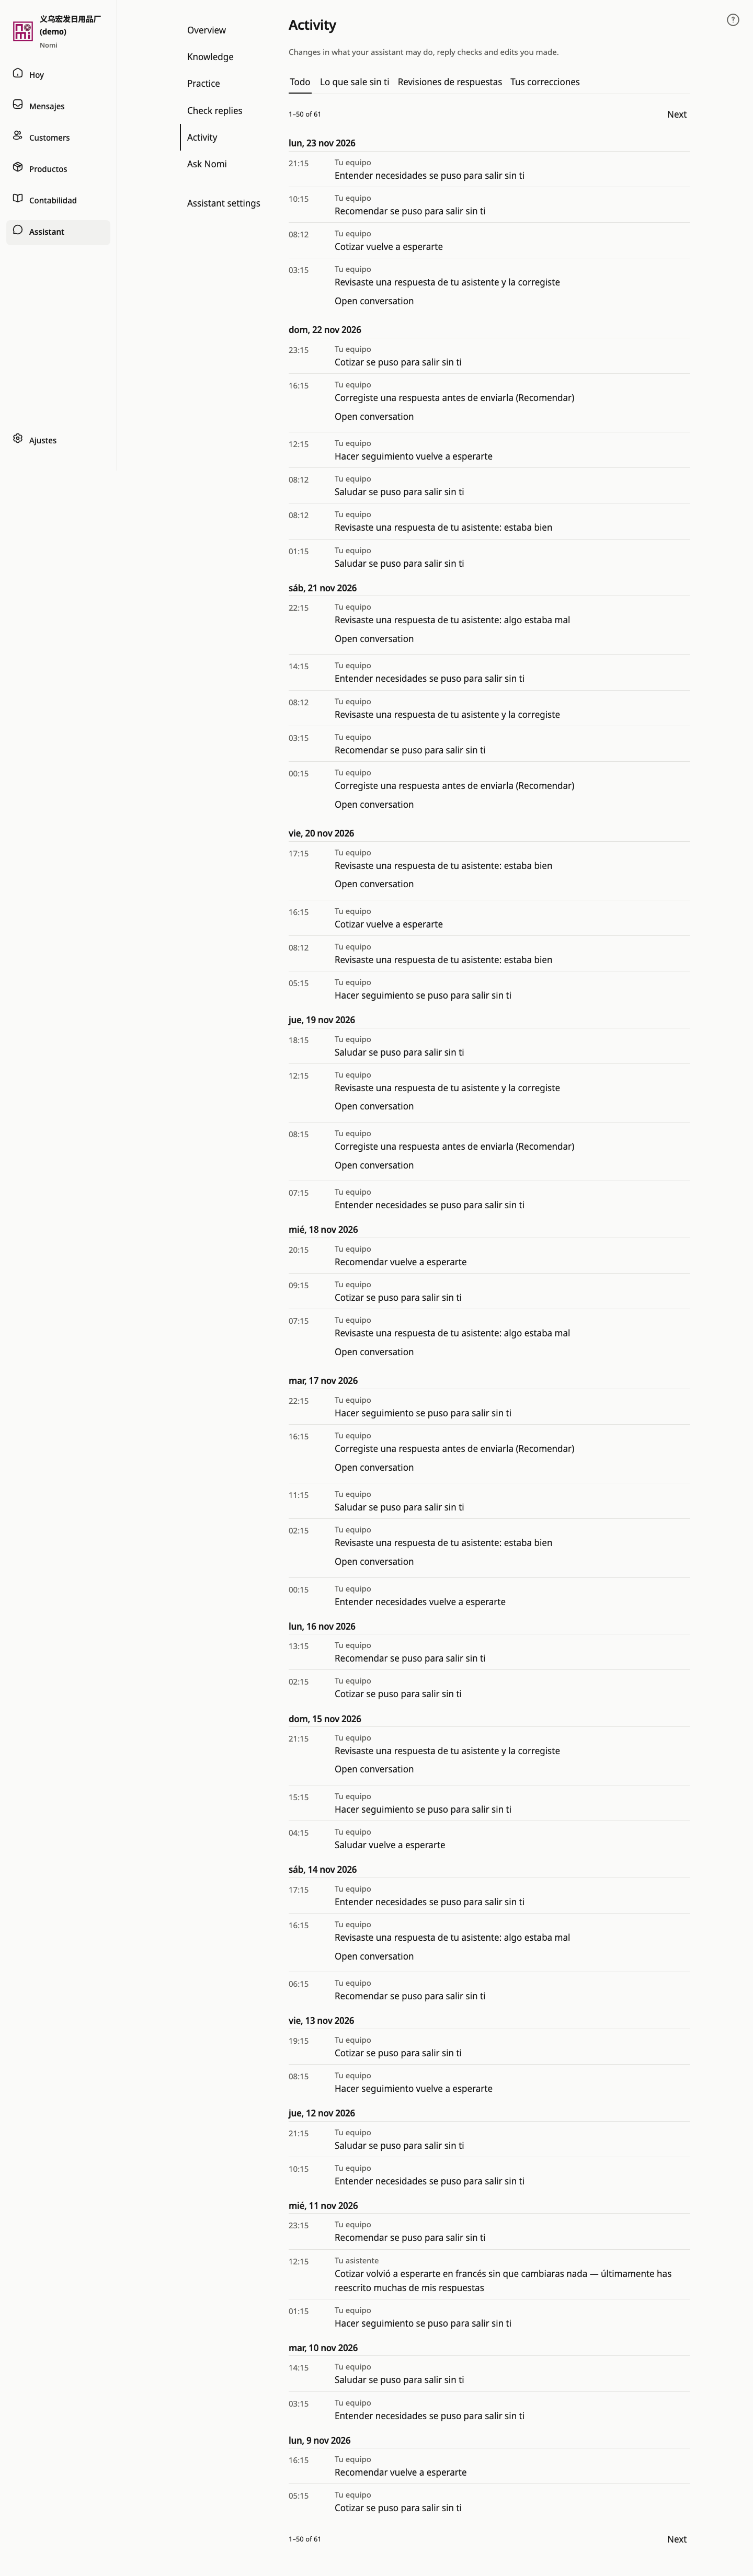 义乌宏发日用品厂
(demo)
Nomi
Hoy
Mensajes
Customers
Productos
Contabilidad
Assistant
Ajustes
Overview
Knowledge
Practice
Check replies
Activity
Ask Nomi
Assistant settings
Activity
Changes in what your assistant may do, reply checks and edits you made.
Todo Lo que sale sin ti Revisiones de respuestas Tus correcciones
1–50 of 61 Next
lun, 23 nov 2026
21:15 Tu equipo
Entender necesidades se puso para salir sin ti
10:15 Tu equipo
Recomendar se puso para salir sin ti
08:12 Tu equipo
Cotizar vuelve a esperarte
03:15 Tu equipo
Revisaste una respuesta de tu asistente y la corregiste
Open conversation
dom, 22 nov 2026
23:15 Tu equipo
Cotizar se puso para salir sin ti
16:15 Tu equipo
Corregiste una respuesta antes de enviarla (Recomendar)
Open conversation
12:15 Tu equipo
Hacer seguimiento vuelve a esperarte
08:12 Tu equipo
Saludar se puso para salir sin ti
08:12 Tu equipo
Revisaste una respuesta de tu asistente: estaba bien
01:15 Tu equipo
Saludar se puso para salir sin ti
sáb, 21 nov 2026
22:15 Tu equipo
Revisaste una respuesta de tu asistente: algo estaba mal
Open conversation
14:15 Tu equipo
Entender necesidades se puso para salir sin ti
08:12 Tu equipo
Revisaste una respuesta de tu asistente y la corregiste
03:15 Tu equipo
Recomendar se puso para salir sin ti
00:15 Tu equipo
Corregiste una respuesta antes de enviarla (Recomendar)
Open conversation
vie, 20 nov 2026
17:15 Tu equipo
Revisaste una respuesta de tu asistente: estaba bien
Open conversation
16:15 Tu equipo
Cotizar vuelve a esperarte
08:12 Tu equipo
Revisaste una respuesta de tu asistente: estaba bien
05:15 Tu equipo
Hacer seguimiento se puso para salir sin ti
jue, 19 nov 2026
18:15 Tu equipo
Saludar se puso para salir sin ti
12:15 Tu equipo
Revisaste una respuesta de tu asistente y la corregiste
Open conversation
08:15 Tu equipo
Corregiste una respuesta antes de enviarla (Recomendar)
Open conversation
07:15 Tu equipo
Entender necesidades se puso para salir sin ti
mié, 18 nov 2026
20:15 Tu equipo
Recomendar vuelve a esperarte
09:15 Tu equipo
Cotizar se puso para salir sin ti
07:15 Tu equipo
Revisaste una respuesta de tu asistente: algo estaba mal
Open conversation
mar, 17 nov 2026
22:15 Tu equipo
Hacer seguimiento se puso para salir sin ti
16:15 Tu equipo
Corregiste una respuesta antes de enviarla (Recomendar)
Open conversation
11:15 Tu equipo
Saludar se puso para salir sin ti
02:15 Tu equipo
Revisaste una respuesta de tu asistente: estaba bien
Open conversation
00:15 Tu equipo
Entender necesidades vuelve a esperarte
lun, 16 nov 2026
13:15 Tu equipo
Recomendar se puso para salir sin ti
02:15 Tu equipo
Cotizar se puso para salir sin ti
dom, 15 nov 2026
21:15 Tu equipo
Revisaste una respuesta de tu asistente y la corregiste
Open conversation
15:15 Tu equipo
Hacer seguimiento se puso para salir sin ti
04:15 Tu equipo
Saludar vuelve a esperarte
sáb, 14 nov 2026
17:15 Tu equipo
Entender necesidades se puso para salir sin ti
16:15 Tu equipo
Revisaste una respuesta de tu asistente: algo estaba mal
Open conversation
06:15 Tu equipo
Recomendar se puso para salir sin ti
vie, 13 nov 2026
19:15 Tu equipo
Cotizar se puso para salir sin ti
08:15 Tu equipo
Hacer seguimiento vuelve a esperarte
jue, 12 nov 2026
21:15 Tu equipo
Saludar se puso para salir sin ti
10:15 Tu equipo
Entender necesidades se puso para salir sin ti
mié, 11 nov 2026
23:15 Tu equipo
Recomendar se puso para salir sin ti
12:15 Tu asistente
Cotizar volvió a esperarte en francés sin que cambiaras nada — últimamente has
reescrito muchas de mis respuestas
01:15 Tu equipo
Hacer seguimiento se puso para salir sin ti
mar, 10 nov 2026
14:15 Tu equipo
Saludar se puso para salir sin ti
03:15 Tu equipo
Entender necesidades se puso para salir sin ti
lun, 9 nov 2026
16:15 Tu equipo
Recomendar vuelve a esperarte
05:15 Tu equipo
Cotizar se puso para salir sin ti
1–50 of 61 Next